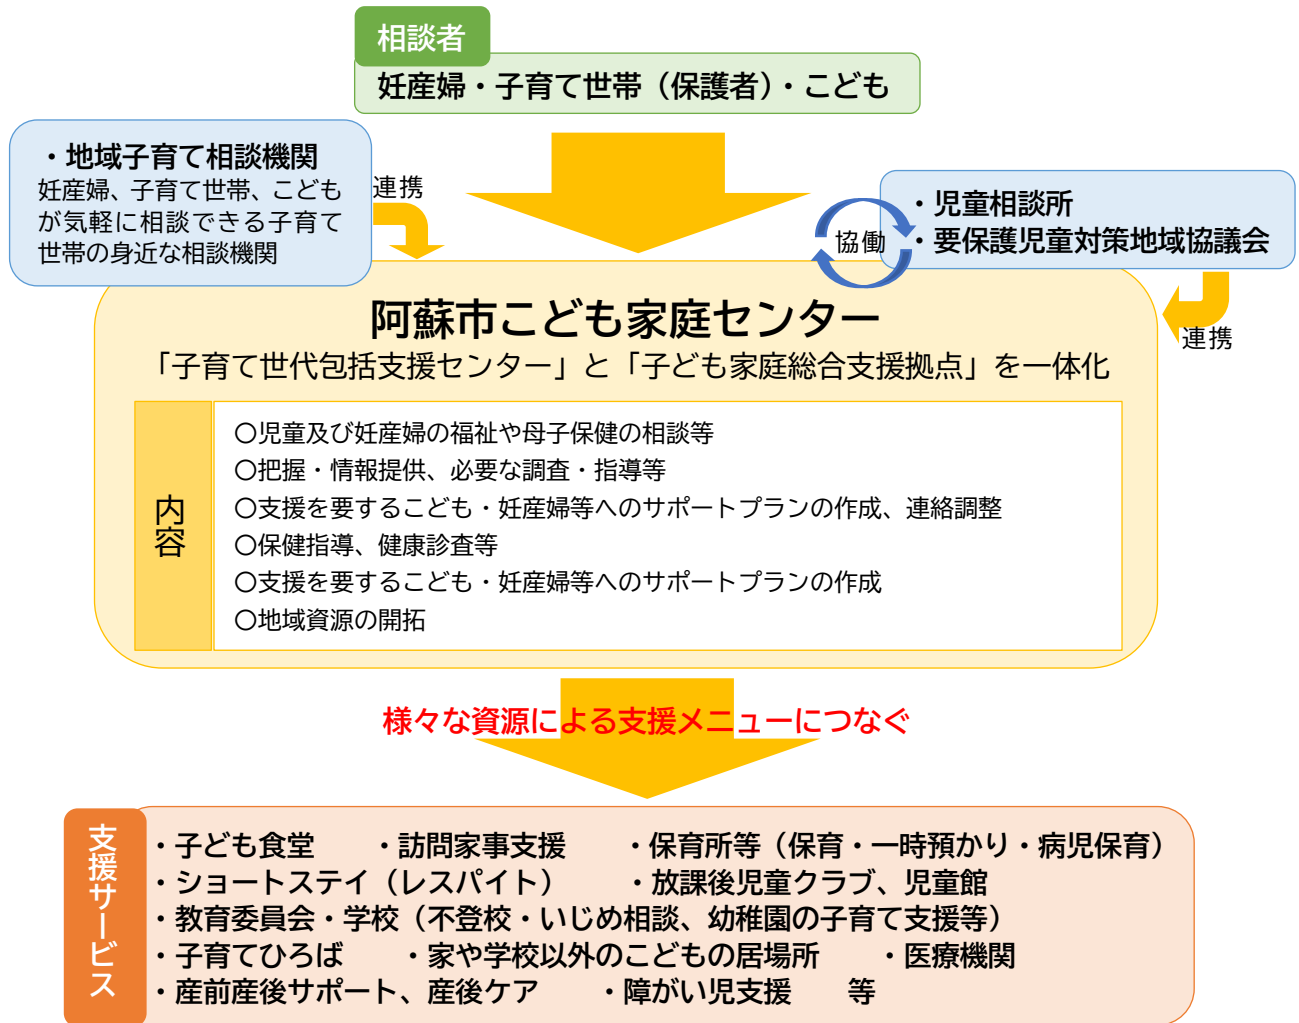 相談者
妊産婦・子育て世帯（保護者）・こども
・地域子育て相談機関
妊産婦、子育て世帯、こども
が気軽に相談できる子育て
世帯の身近な相談機関
連携
協働
・児童相談所
・要保護児童対策地域協議会
連携
阿蘇市こども家庭センター
「子育て世代包括支援センター」と「子ども家庭総合支援拠点」を一体化
内容
〇児童及び妊産婦の福祉や母子保健の相談等
〇把握・情報提供、必要な調査・指導等
〇支援を要するこども・妊産婦等へのサポートプランの作成、連絡調整
〇保健指導、健康診査等
〇支援を要するこども・妊産婦等へのサポートプランの作成
〇地域資源の開拓
様々な資源による支援メニューにつなぐ
支援サービス
・子ども食堂　・訪問家事支援　・保育所等（保育・一時預かり・病児保育）
・ショートステイ（レスパイト）　・放課後児童クラブ、児童館
・教育委員会・学校（不登校・いじめ相談、幼稚園の子育て支援等）
・子育てひろば　・家や学校以外のこどもの居場所　・医療機関
・産前産後サポート、産後ケア　・障がい児支援　等